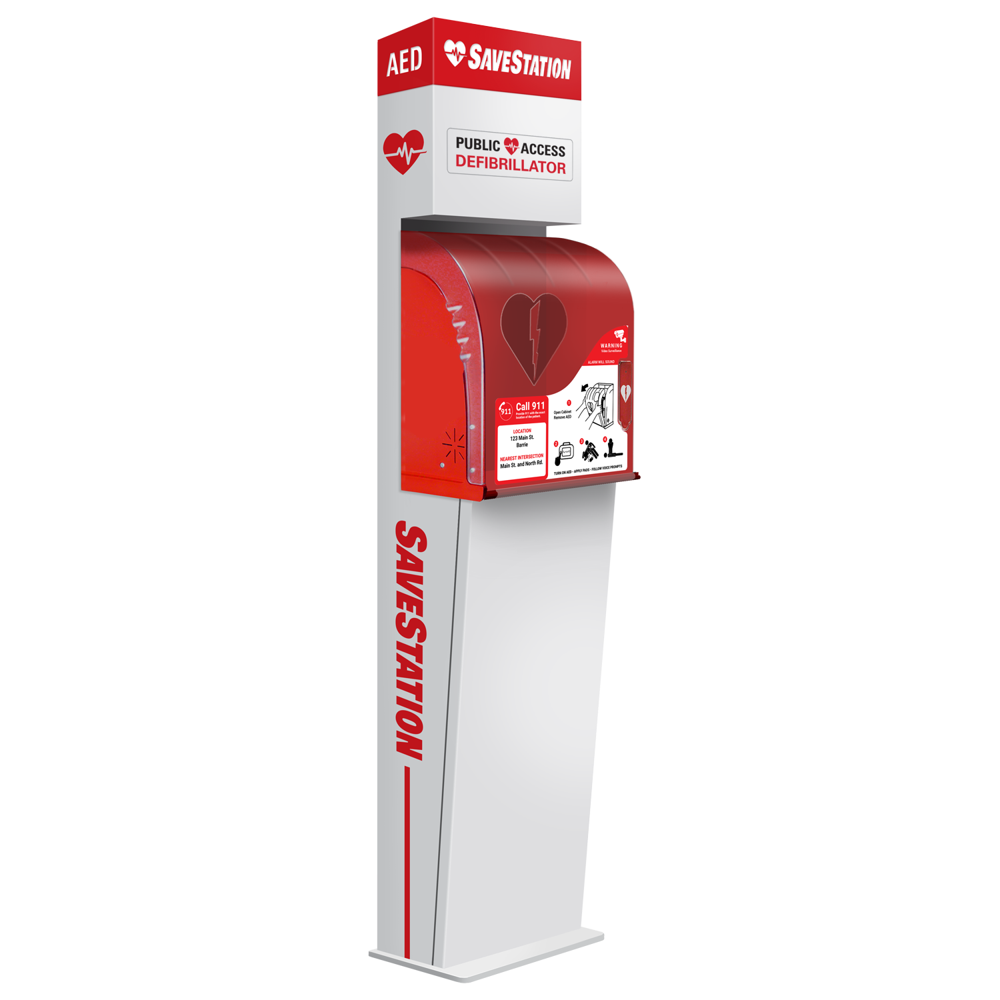 AED
SAVESTATION
PUBLIC ACCESS
DEFIBRILLATOR
WARNING
Video Surveillance
ALARM WILL SOUND
911
Call 911
Provide 911 with the exact
location of the patient.
LOCATION
123 Main St.
Barrie
NEAREST INTERSECTION
Main St. and North Rd.
1
Open Cabinet
Remove AED
2
3
4
TURN ON AED - APPLY PADS - FOLLOW VOICE PROMPTS
SAVESTATION